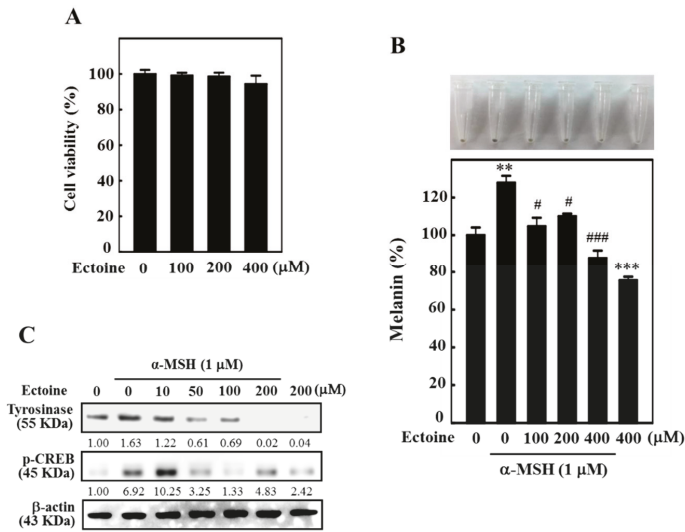 A
Cell viability (%)
100
80
60
40
20
0
Ectoine 0 100 200 400 (μM)
B
Melanin (%)
120
100
80
60
40
20
0
** # # ### ***
Ectoine 0 0 100 200 400 400 (μM)
α-MSH (1 μM)
C
α-MSH (1 μM)
Ectoine 0 0 10 50 100 200 200 (μM)
Tyrosinase
(55 KDa)
1.00 1.63 1.22 0.61 0.69 0.02 0.04
p-CREB
(45 KDa)
1.00 6.92 10.25 3.25 1.33 4.83 2.42
β-actin
(43 KDa)